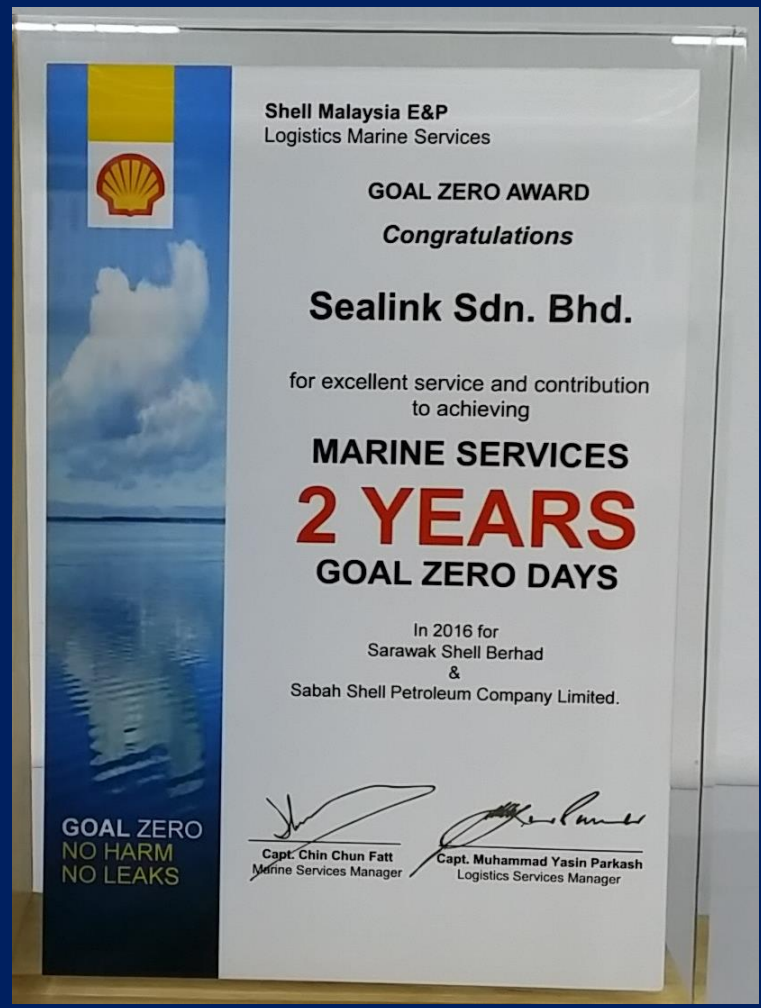 Shell Malaysia E&P
Logistics Marine Services
GOAL ZERO AWARD
Congratulations
Sealink Sdn. Bhd.
for excellent service and contribution
to achieving
MARINE SERVICES
2 YEARS
GOAL ZERO DAYS
In 2016 for
Sarawak Shell Berhad
&
Sabah Shell Petroleum Company Limited.
GOAL ZERO
NO HARM
NO LEAKS
Capt. Chin Chun Fatt
Marine Services Manager
Capt. Muhammad Yasin Parkash
Logistics Services Manager